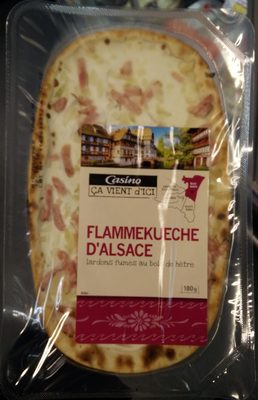 Casino
ÇA VIENT d'ICI
FLAMMEKUECHE
D'ALSACE
lardons fumés au bois de hêtre
180g